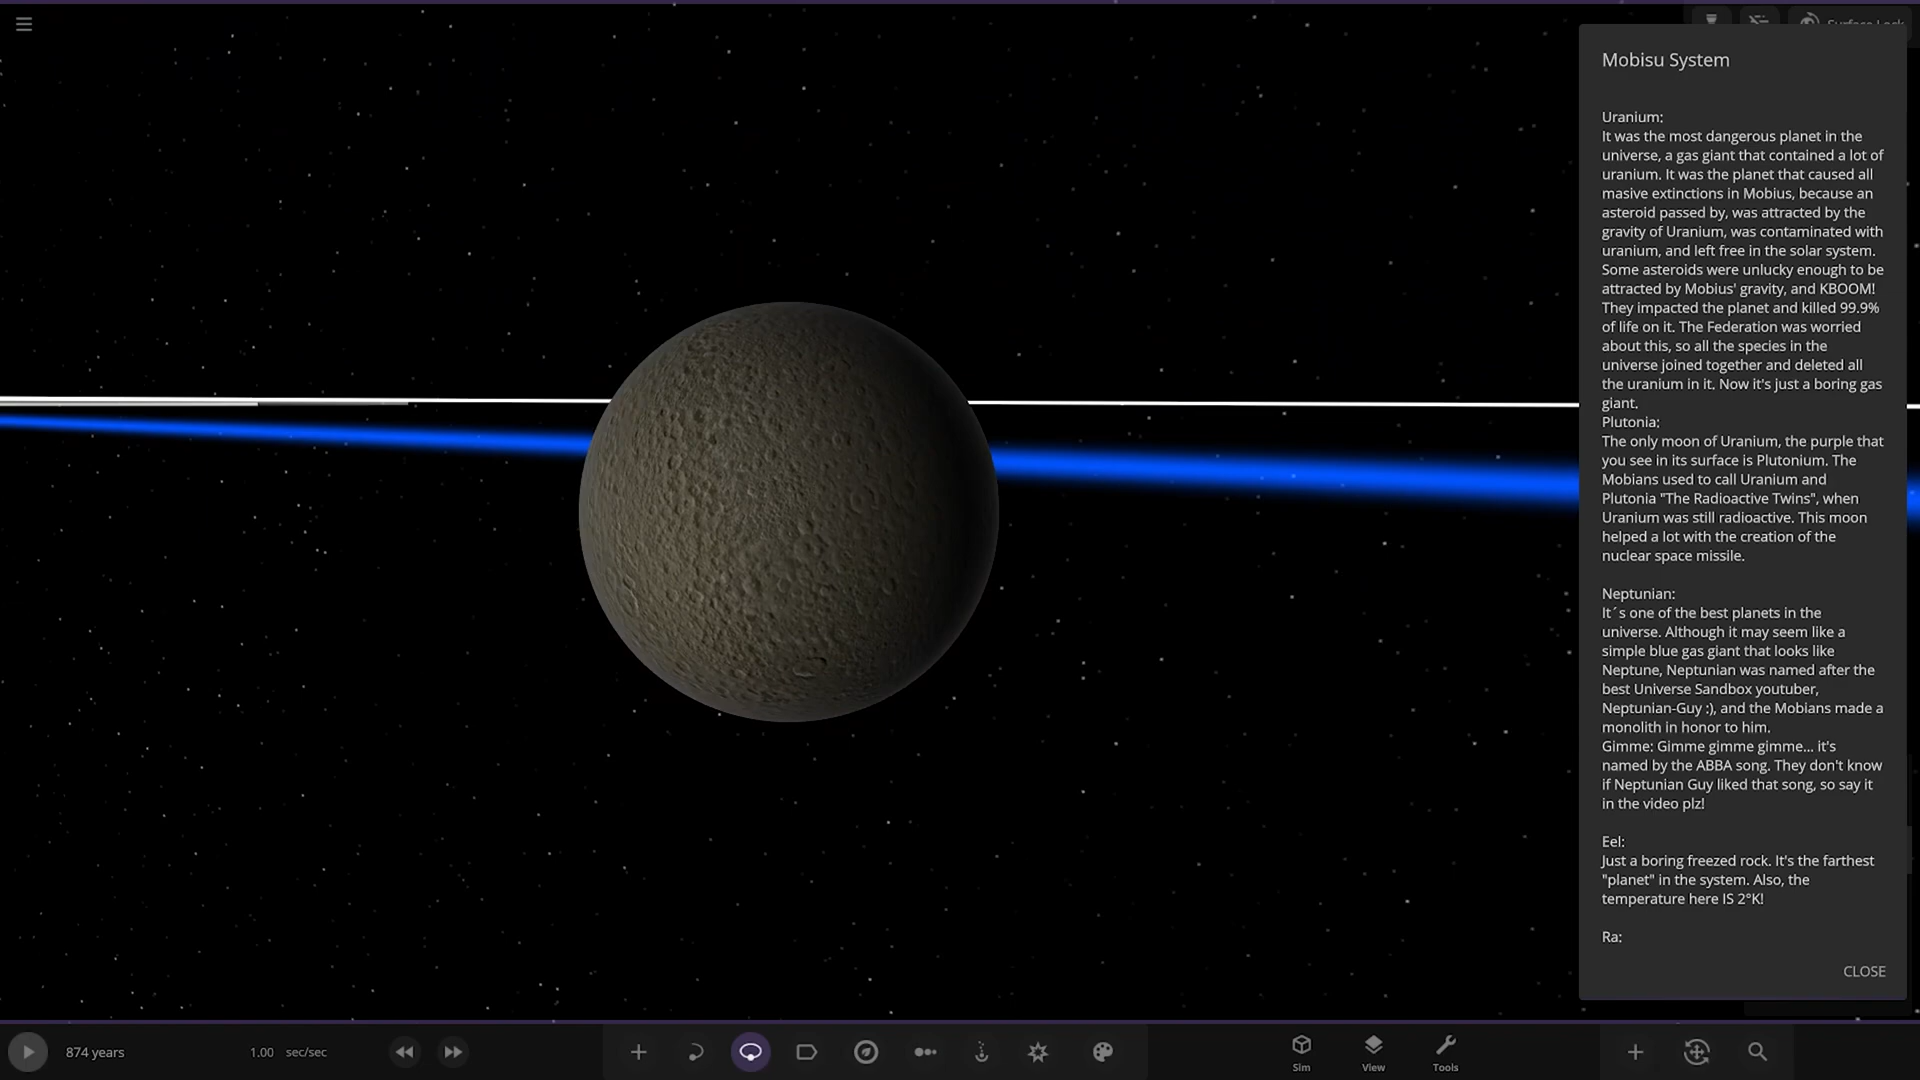 Surface Lock
Mobisu System
Uranium:
It was the most dangerous planet in the
universe, a gas giant that contained a lot of
uranium. It was the planet that caused all
masive extinctions in Mobius, because an
asteroid passed by, was attracted by the
gravity of Uranium, was contaminated with
uranium, and left free in the solar system.
Some asteroids were unlucky enough to be
attracted by Mobius' gravity, and KBOOM!
They impacted the planet and killed 99.9%
of life on it. The Federation was worried
about this, so all the species in the
universe joined together and deleted all
the uranium in it. Now it's just a boring gas
giant.
Plutonia:
The only moon of Uranium, the purple that
you see in its surface is Plutonium. The
Mobians used to call Uranium and
Plutonia "The Radioactive Twins", when
Uranium was still radioactive. This moon
helped a lot with the creation of the
nuclear space missile.
Neptunian:
It´s one of the best planets in the
universe. Although it may seem like a
simple blue gas giant that looks like
Neptune, Neptunian was named after the
best Universe Sandbox youtuber,
Neptunian-Guy :), and the Mobians made a
monolith in honor to him.
Gimme: Gimme gimme gimme... it's
named by the ABBA song. They don't know
if Neptunian Guy liked that song, so say it
in the video plz!
Eel:
Just a boring freezed rock. It's the farthest
"planet" in the system. Also, the
temperature here IS 2°K!
Ra:
CLOSE
874 years
1.00 sec/sec
Sim
View
Tools